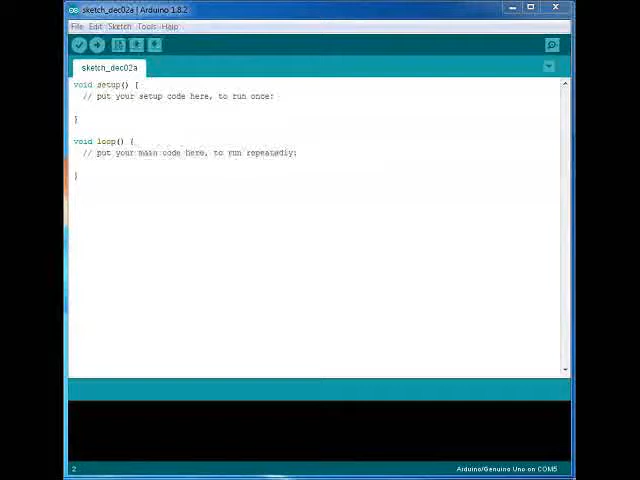 sketch_dec02a | Arduino 1.8.2
File Edit Sketch Tools Help
sketch_dec02a
void setup() {
// put your setup code here, to run once:
}
void loop() {
// put your main code here, to run repeatedly:
}
2
Arduino/Genuino Uno on COM5